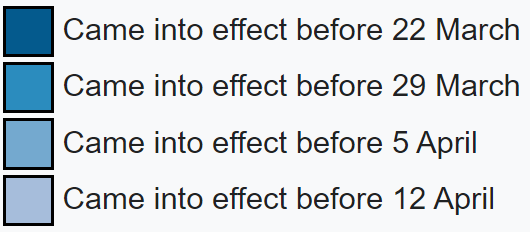 Came into effect before 22 March
Came into effect before 29 March
Came into effect before 5 April
Came into effect before 12 April